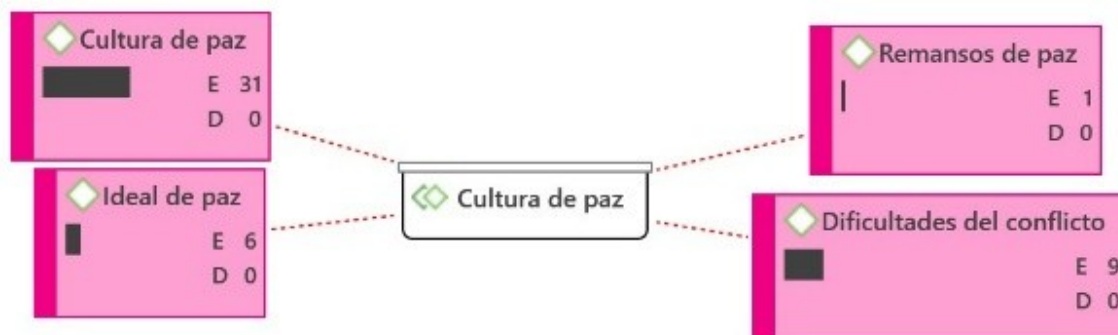 Cultura de paz
E 31
D 0
Remansos de paz
E 1
D 0
Ideal de paz
E 6
D 0
Cultura de paz
Dificultades del conflicto
E 9
D 0